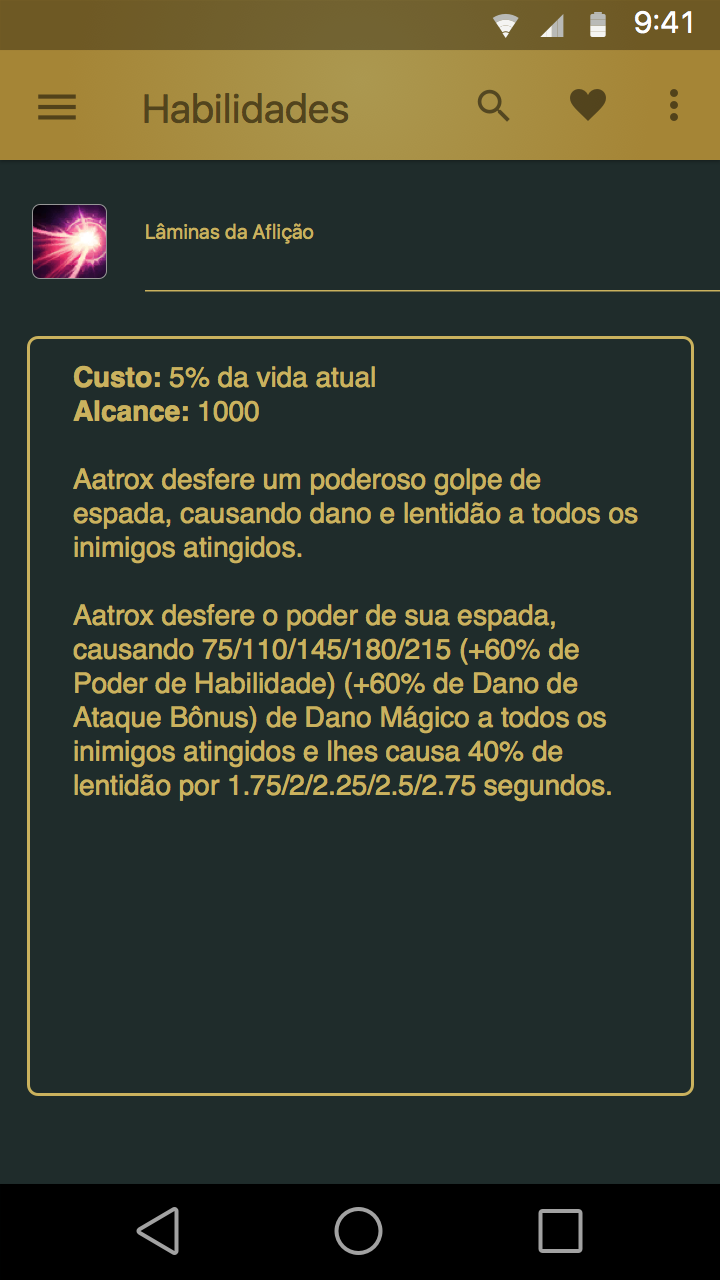 9:41
Habilidades
Lâminas da Aflição
Custo: 5% da vida atual
Alcance: 1000
Aatrox desfere um poderoso golpe de
espada, causando dano e lentidão a todos os
inimigos atingidos.
Aatrox desfere o poder de sua espada,
causando 75/110/145/180/215 (+60% de
Poder de Habilidade) (+60% de Dano de
Ataque Bônus) de Dano Mágico a todos os
inimigos atingidos e lhes causa 40% de
lentidão por 1.75/2/2.25/2.5/2.75 segundos.